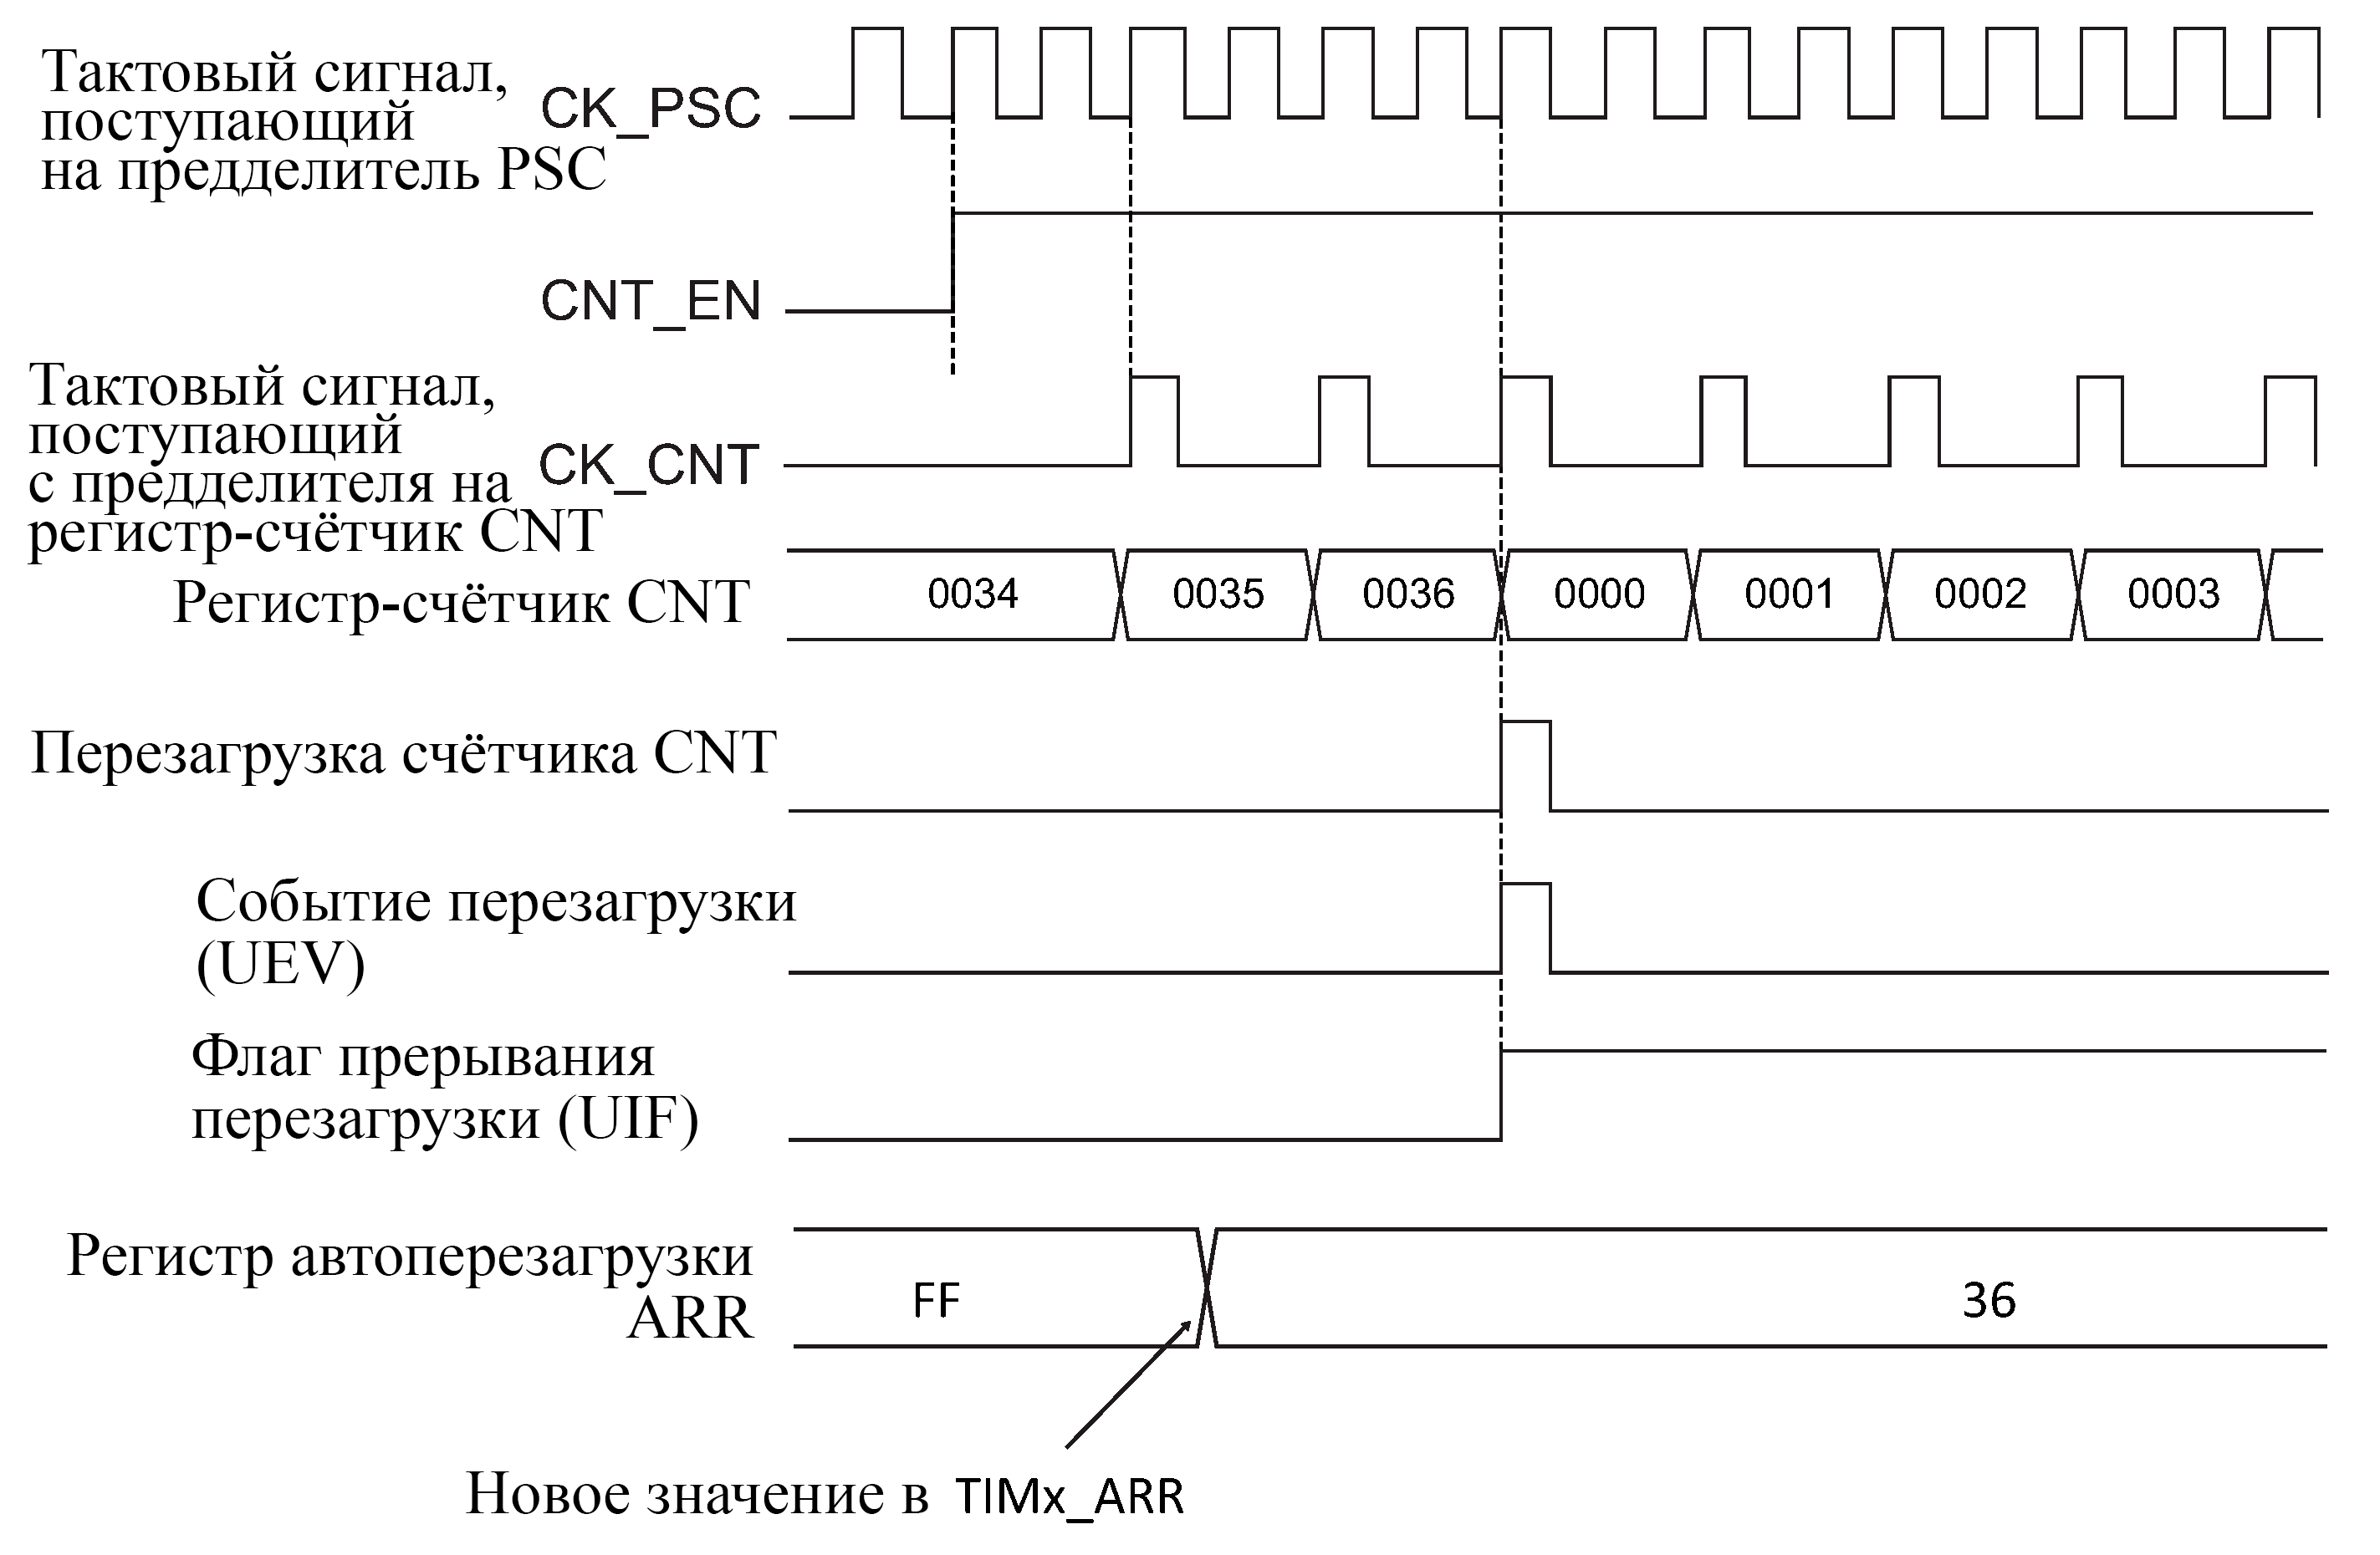 Тактовый сигнал,
поступающий
на предделитель PSC
CK_PSC
CNT_EN
Тактовый сигнал,
поступающий
с предделителя на
регистр-счётчик CNT
CK_CNT
Регистр-счётчик CNT
0034 0035 0036 0000 0001 0002 0003
Перезагрузка счётчика CNT
Событие перезагрузки
(UEV)
Флаг прерывания
перезагрузки (UIF)
Регистр автоперезагрузки
ARR
FF 36
Новое значение в TIMx_ARR